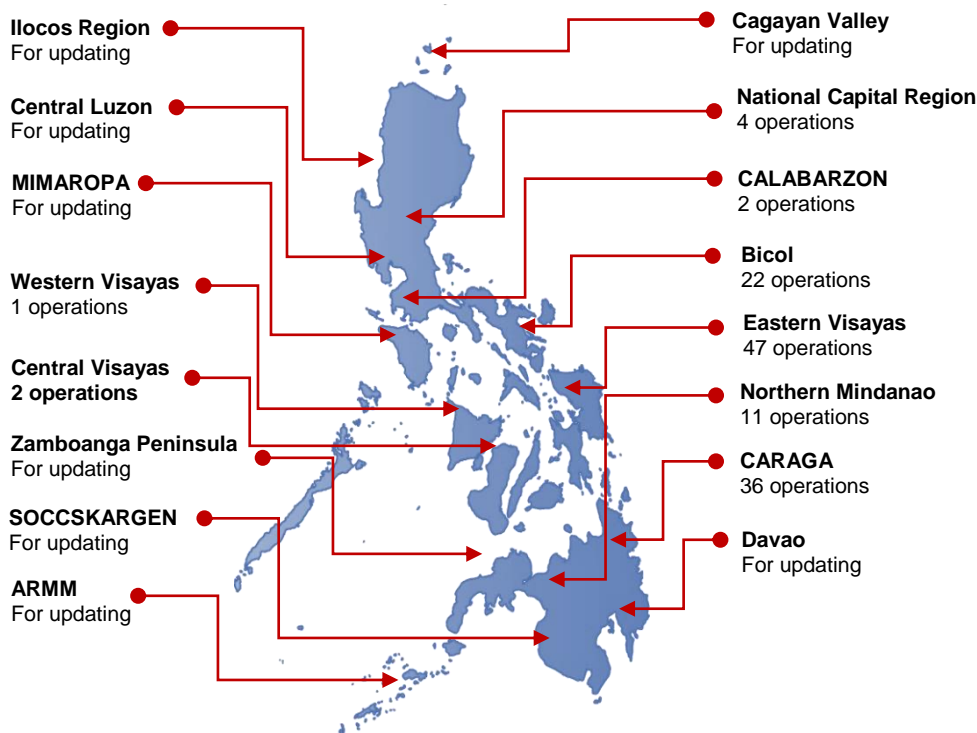 Ilocos Region
For updating
Central Luzon
For updating
MIMAROPA
For updating
Western Visayas
1 operations
Central Visayas
2 operations
Zamboanga Peninsula
For updating
SOCCSKARGEN
For updating
ARMM
For updating
Cagayan Valley
For updating
National Capital Region
4 operations
CALABARZON
2 operations
Bicol
22 operations
Eastern Visayas
47 operations
Northern Mindanao
11 operations
CARAGA
36 operations
Davao
For updating